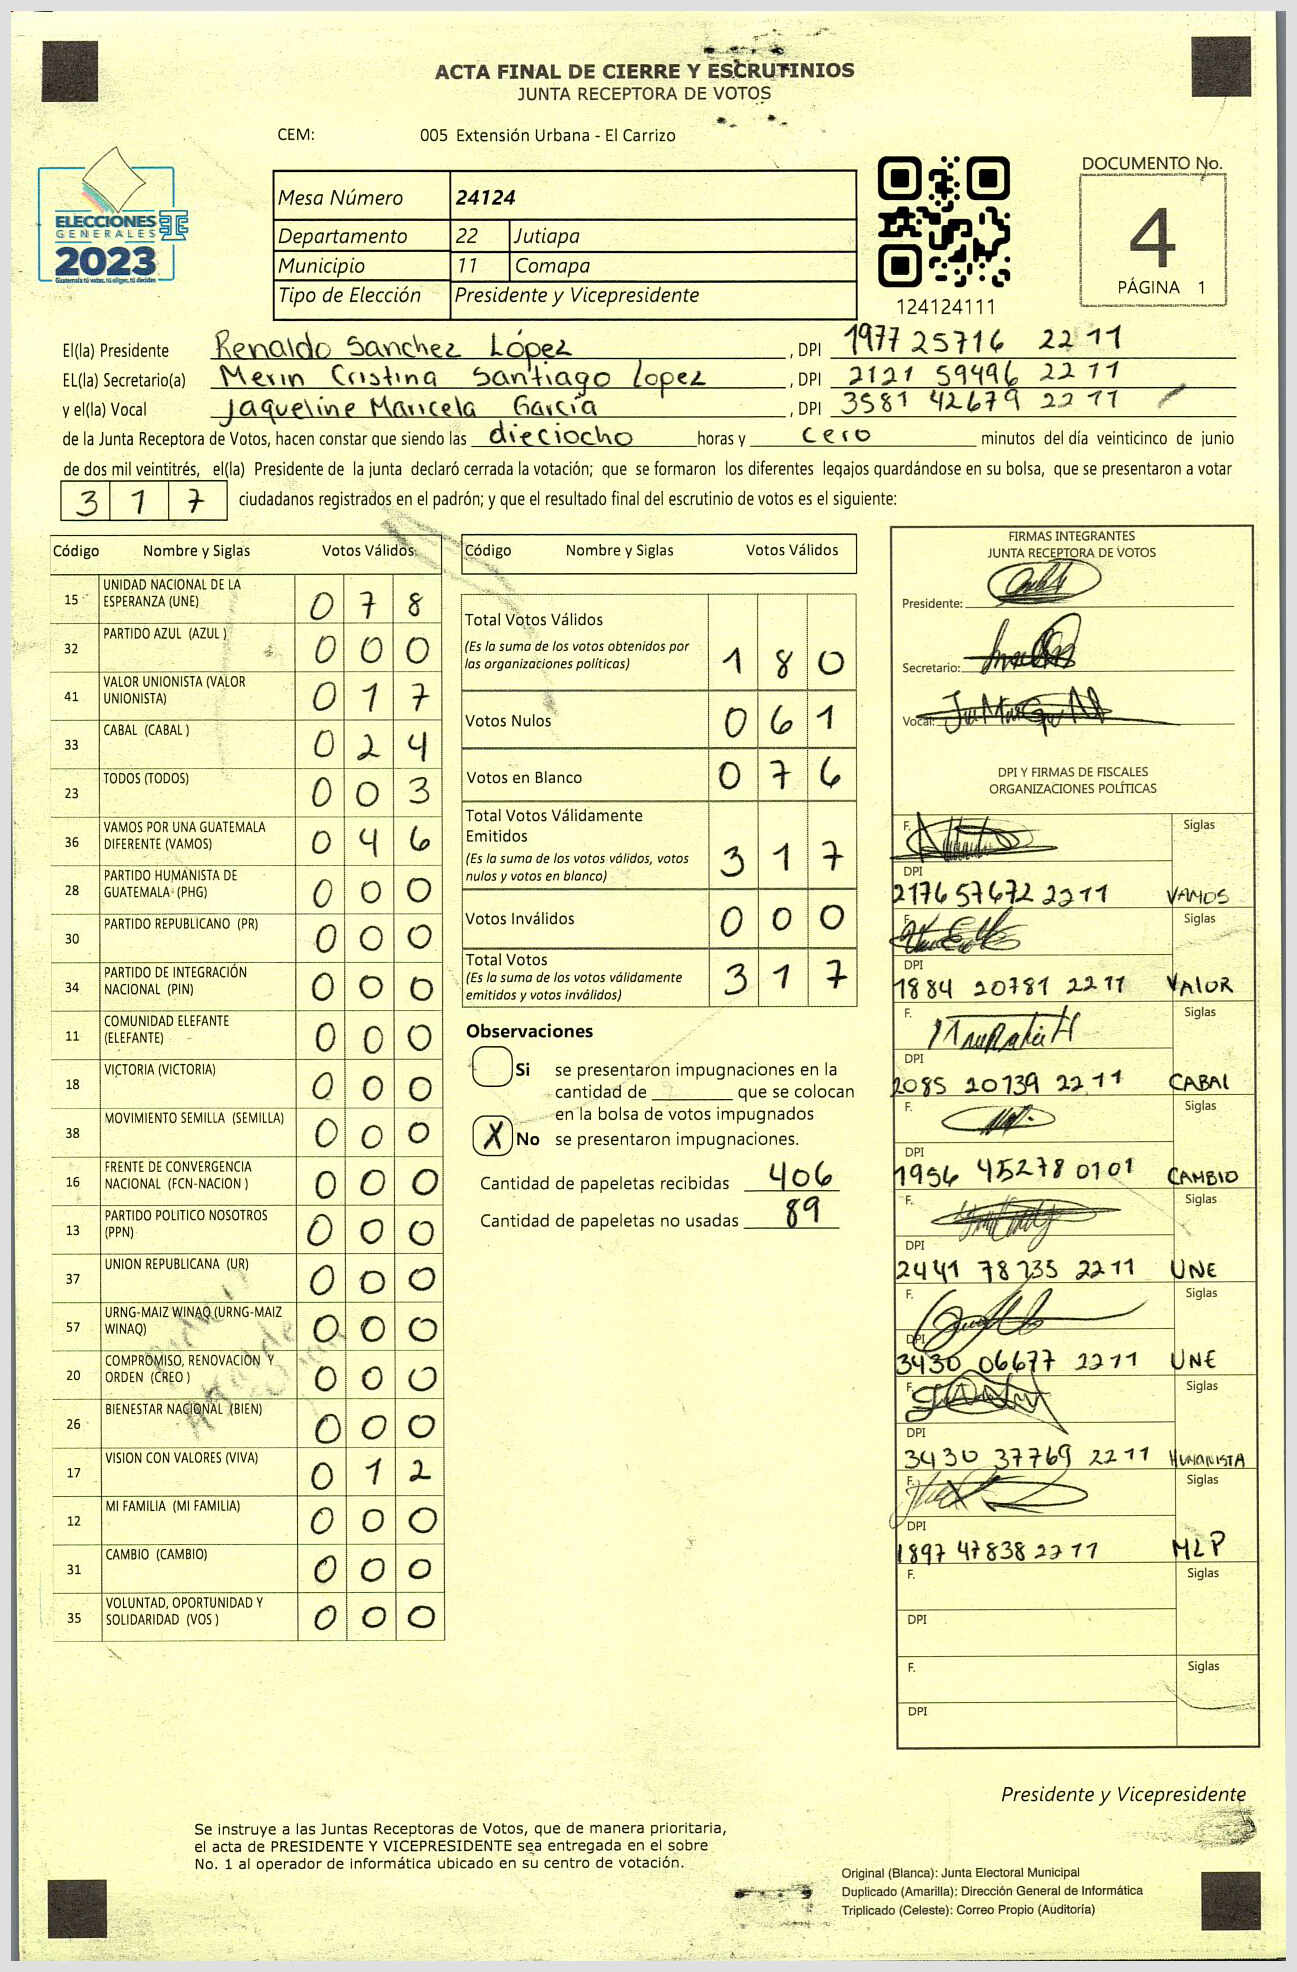 ACTA FINAL DE CIERRE Y ESCRUTINIOS
JUNTA RECEPTORA DE VOTOS
CEM: 005 Extensión Urbana - El Carrizo
ELECCIONES
GENERALES
2023
Guatemala tú votas, tú eliges, tú decides
Mesa Número 24124
Departamento 22 Jutiapa
Municipio 11 Comapa
Tipo de Elección Presidente y Vicepresidente
124124111
DOCUMENTO No.
4
PÁGINA 1
El(la) Presidente Renaldo Sanchez López , DPI 1977 25716 22 11
EL(la) Secretario(a) Merin Cristina Santiago Lopez , DPI 2121 59496 22 11
y el(la) Vocal Jaqueline Maricela García , DPI 3581 42679 22 11
de la Junta Receptora de Votos, hacen constar que siendo las dieciocho horas y cero minutos del día veinticinco de junio
de dos mil veintitrés, el(la) Presidente de la junta declaró cerrada la votación; que se formaron los diferentes legajos guardándose en su bolsa, que se presentaron a votar
3 1 7 ciudadanos registrados en el padrón; y que el resultado final del escrutinio de votos es el siguiente:
Código Nombre y Siglas Votos Válidos
15 UNIDAD NACIONAL DE LA ESPERANZA (UNE) 0 7 8
32 PARTIDO AZUL (AZUL ) 0 0 0
41 VALOR UNIONISTA (VALOR UNIONISTA) 0 1 7
33 CABAL (CABAL ) 0 2 4
23 TODOS (TODOS) 0 0 3
36 VAMOS POR UNA GUATEMALA DIFERENTE (VAMOS) 0 4 6
28 PARTIDO HUMANISTA DE GUATEMALA (PHG) 0 0 0
30 PARTIDO REPUBLICANO (PR) 0 0 0
34 PARTIDO DE INTEGRACIÓN NACIONAL (PIN) 0 0 0
11 COMUNIDAD ELEFANTE (ELEFANTE) 0 0 0
18 VICTORIA (VICTORIA) 0 0 0
38 MOVIMIENTO SEMILLA (SEMILLA) 0 0 0
16 FRENTE DE CONVERGENCIA NACIONAL (FCN-NACION ) 0 0 0
13 PARTIDO POLITICO NOSOTROS (PPN) 0 0 0
37 UNION REPUBLICANA (UR) 0 0 0
57 URNG-MAIZ WINAQ (URNG-MAIZ WINAQ) 0 0 0
20 COMPROMISO, RENOVACION Y ORDEN (CREO ) 0 0 0
26 BIENESTAR NACIONAL (BIEN) 0 0 0
17 VISION CON VALORES (VIVA) 0 1 2
12 MI FAMILIA (MI FAMILIA) 0 0 0
31 CAMBIO (CAMBIO) 0 0 0
35 VOLUNTAD, OPORTUNIDAD Y SOLIDARIDAD (VOS ) 0 0 0
Código Nombre y Siglas Votos Válidos
Total Votos Válidos
(Es la suma de los votos obtenidos por las organizaciones políticas) 1 8 0
Votos Nulos 0 6 1
Votos en Blanco 0 7 6
Total Votos Válidamente Emitidos
(Es la suma de los votos válidos, votos nulos y votos en blanco) 3 1 7
Votos Inválidos 0 0 0
Total Votos
(Es la suma de los votos válidamente emitidos y votos inválidos) 3 1 7
Observaciones
Si se presentaron impugnaciones en la
cantidad de ________ que se colocan
en la bolsa de votos impugnados
X No se presentaron impugnaciones.
Cantidad de papeletas recibidas 406
Cantidad de papeletas no usadas 89
FIRMAS INTEGRANTES
JUNTA RECEPTORA DE VOTOS
Presidente:
Secretario:
Vocal:
DPI Y FIRMAS DE FISCALES
ORGANIZACIONES POLÍTICAS
F. Siglas
DPI
2176 57672 2211 VAMOS
F. Siglas
DPI
1884 20781 2211 VALOR
F. Siglas
DPI
2085 20739 2211 CABAL
F. Siglas
DPI
1956 45278 0101 CAMBIO
F. Siglas
DPI
2441 78735 2211 UNE
F. Siglas
DPI
3430 06677 2211 UNE
F. Siglas
DPI
3430 37769 2211 HUMANISTA
F. Siglas
DPI
1897 47838 2211 MLP
F. Siglas
DPI
F. Siglas
DPI
Presidente y Vicepresidente
Se instruye a las Juntas Receptoras de Votos, que de manera prioritaria,
el acta de PRESIDENTE Y VICEPRESIDENTE sea entregada en el sobre
No. 1 al operador de informática ubicado en su centro de votación.
Original (Blanca): Junta Electoral Municipal
Duplicado (Amarilla): Dirección General de Informática
Triplicado (Celeste): Correo Propio (Auditoría)